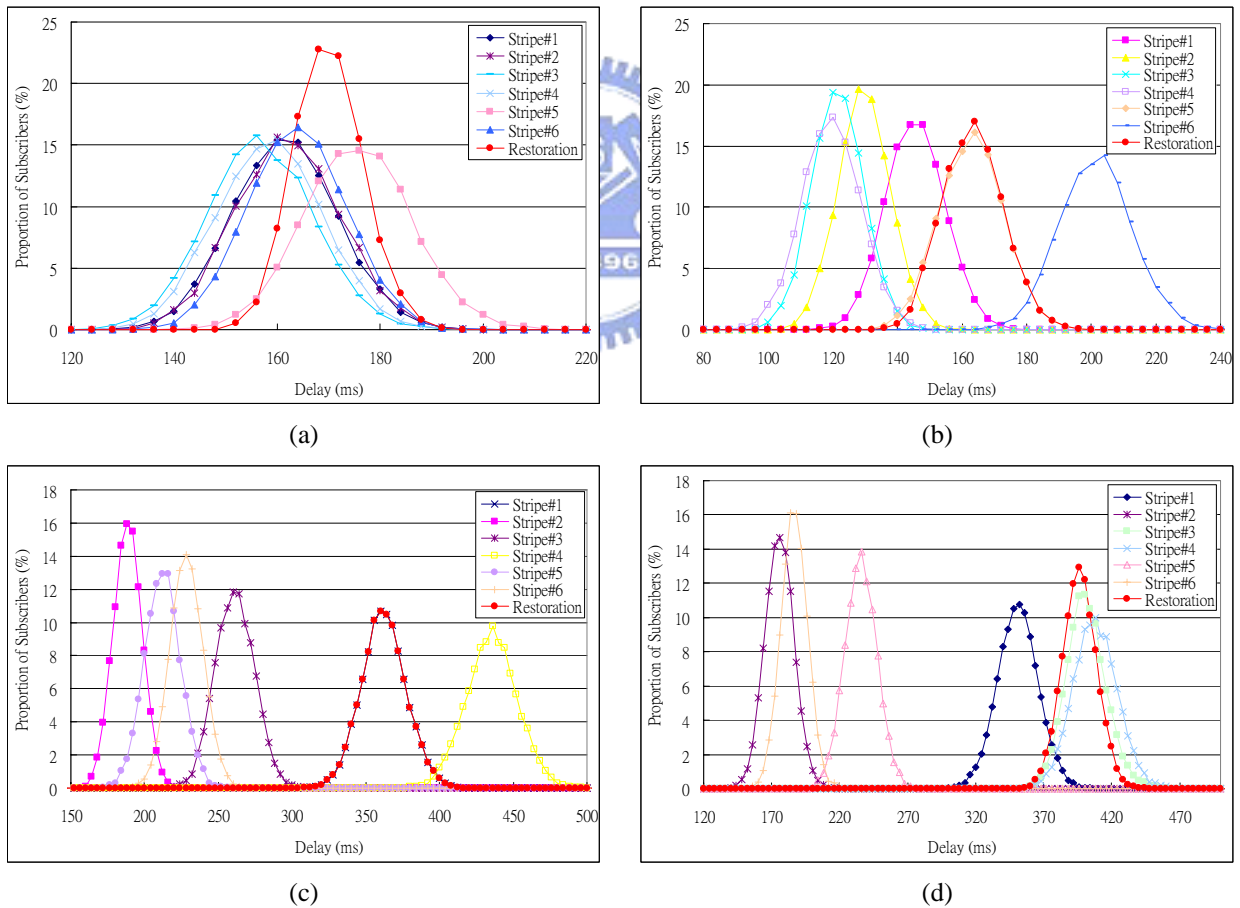 25
20
15
10
5
0
Proportion of Subscribers (%)
120 140 160 180 200 220
Delay (ms)
Stripe#1
Stripe#2
Stripe#3
Stripe#4
Stripe#5
Stripe#6
Restoration
(a)
25
20
15
10
5
0
Proportion of Subscribers (%)
80 100 120 140 160 180 200 220 240
Delay (ms)
Stripe#1
Stripe#2
Stripe#3
Stripe#4
Stripe#5
Stripe#6
Restoration
(b)
96
18
16
14
12
10
8
6
4
2
0
Proportion of Subscribers (%)
150 200 250 300 350 400 450 500
Delay (ms)
Stripe#1
Stripe#2
Stripe#3
Stripe#4
Stripe#5
Stripe#6
Restoration
(c)
18
16
14
12
10
8
6
4
2
0
Proportion of Subscribers (%)
120 170 220 270 320 370 420 470
Delay (ms)
Stripe#1
Stripe#2
Stripe#3
Stripe#4
Stripe#5
Stripe#6
Restoration
(d)